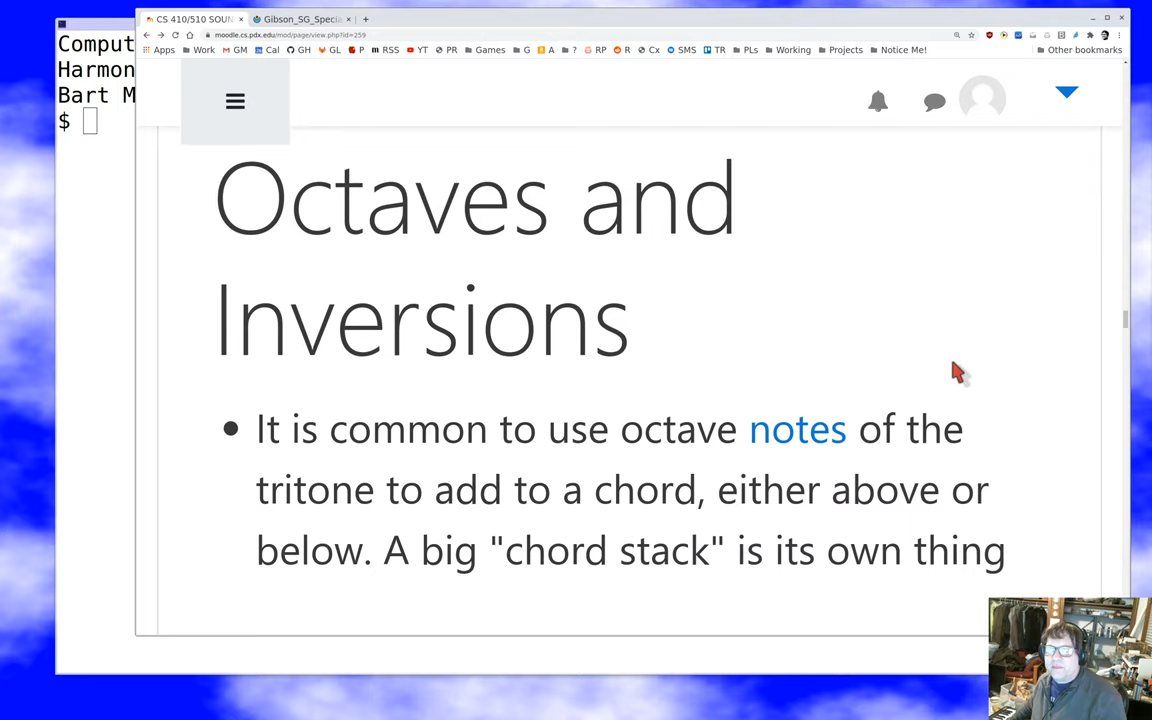 CS 410/510 SOUN
Gibson_SG_Specia
moodle.cs.pdx.edu/mod/page/view.php?id=259
Apps Work GM Cal GH GL P RSS YT PR Games G A ? RP R Cx SMS TR PLs Working Projects Notice Me! Other bookmarks
Comput
Harmon
Bart M
$
Octaves and
Inversions
• It is common to use octave notes of the
tritone to add to a chord, either above or
below. A big "chord stack" is its own thing